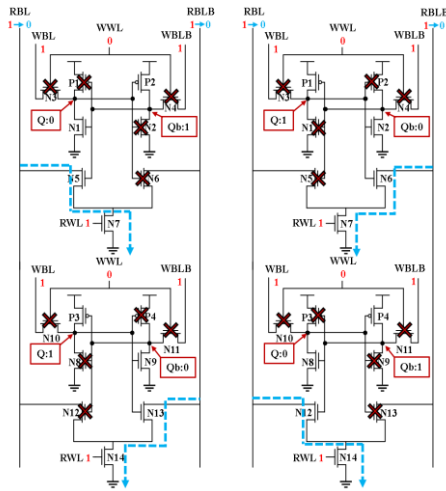 RBL WWL RBLB RBL WWL RBLB
1→0 WBL 0 WBLB 1→0 1→0 WBL 0 WBLB 1→0
1 1 1 1
P1 P2 P1 P2
N3 N4 N3 N4
Q:0 N1 N2 Qb:1 Q:1 N1 N2 Qb:0
N5 N6 N5 N6
RWL 1 N7 RWL 1 N7
WWL WWL
WBL 0 WBLB WBL 0 WBLB
1 1 1 1
P3 P4 P3 P4
N10 N11 N10 N11
Q:1 N8 N9 Qb:0 Q:0 N8 N9 Qb:1
N12 N13 N12 N13
RWL 1 N14 RWL 1 N14